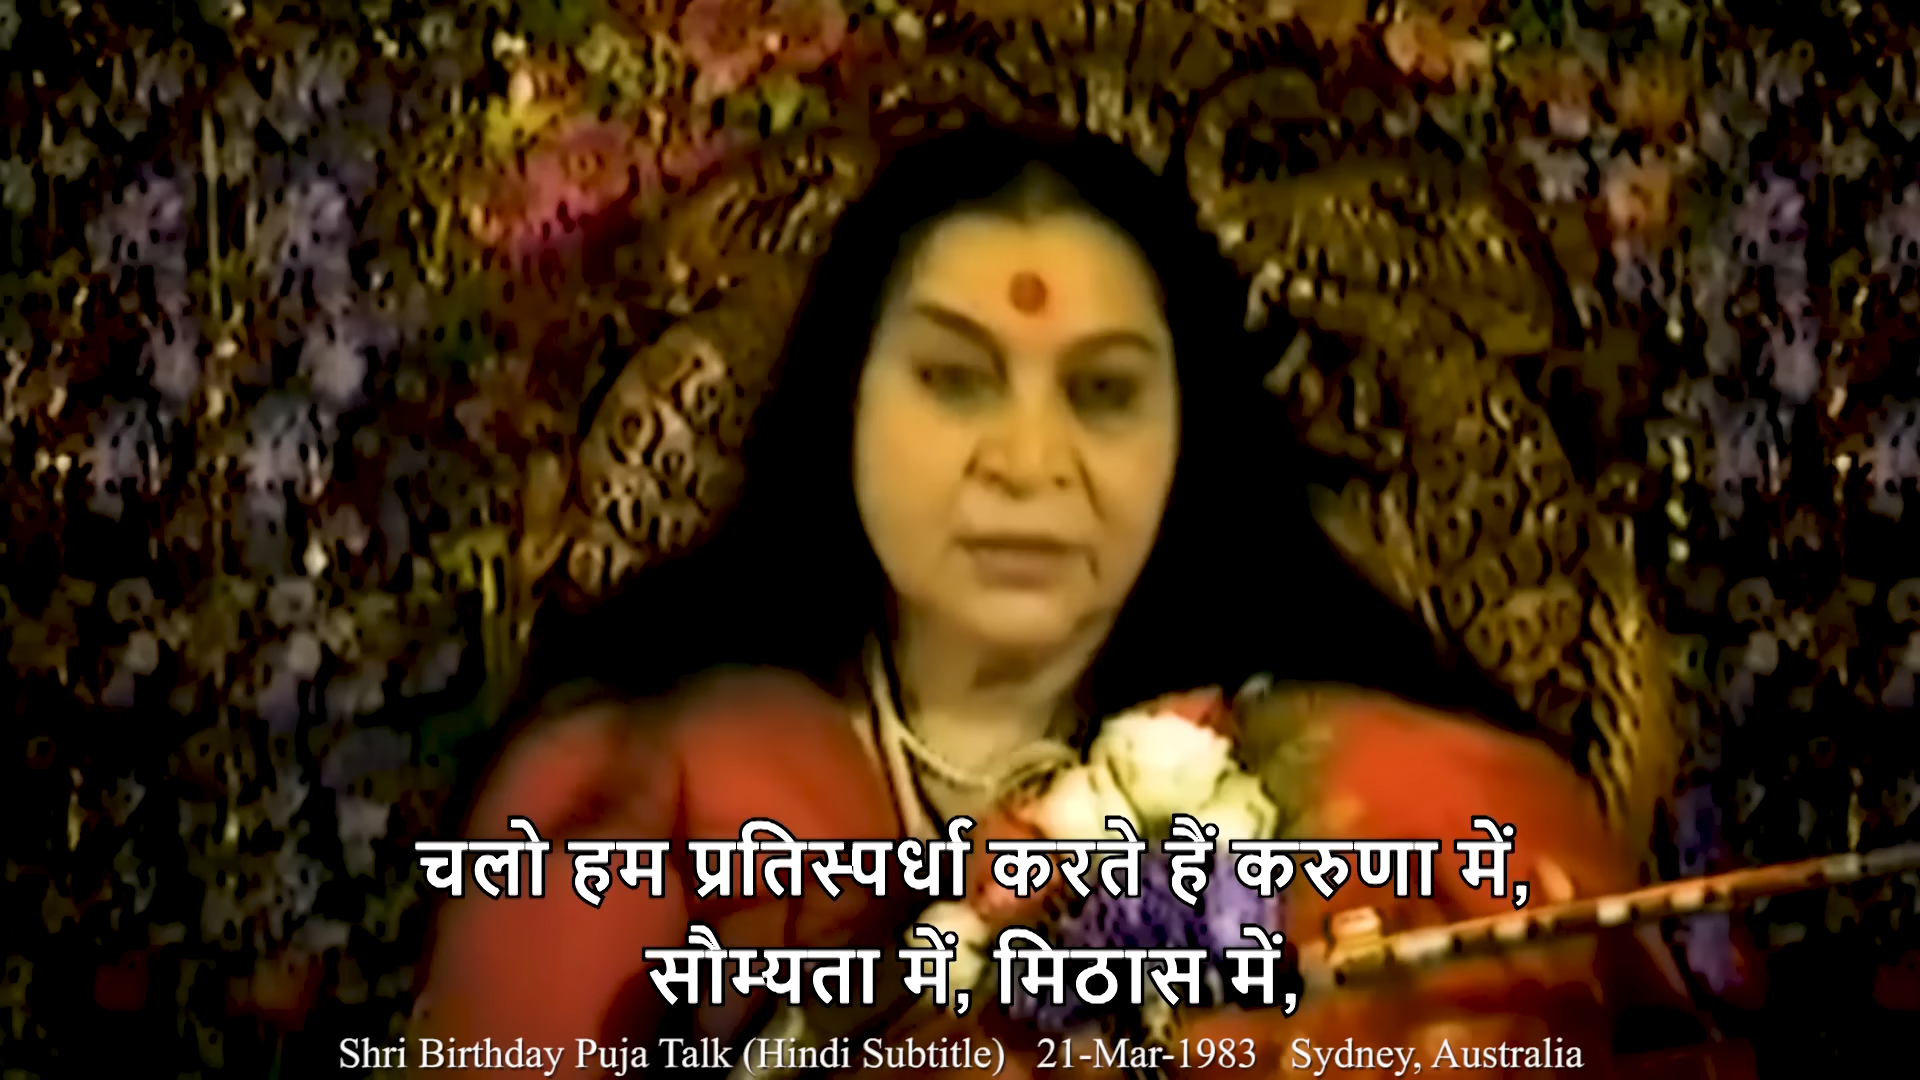 चलो हम प्रतिस्पर्धा करते हैं करुणा में,
सौम्यता में, मिठास में,
Shri Birthday Puja Talk (Hindi Subtitle) 21-Mar-1983 Sydney, Australia